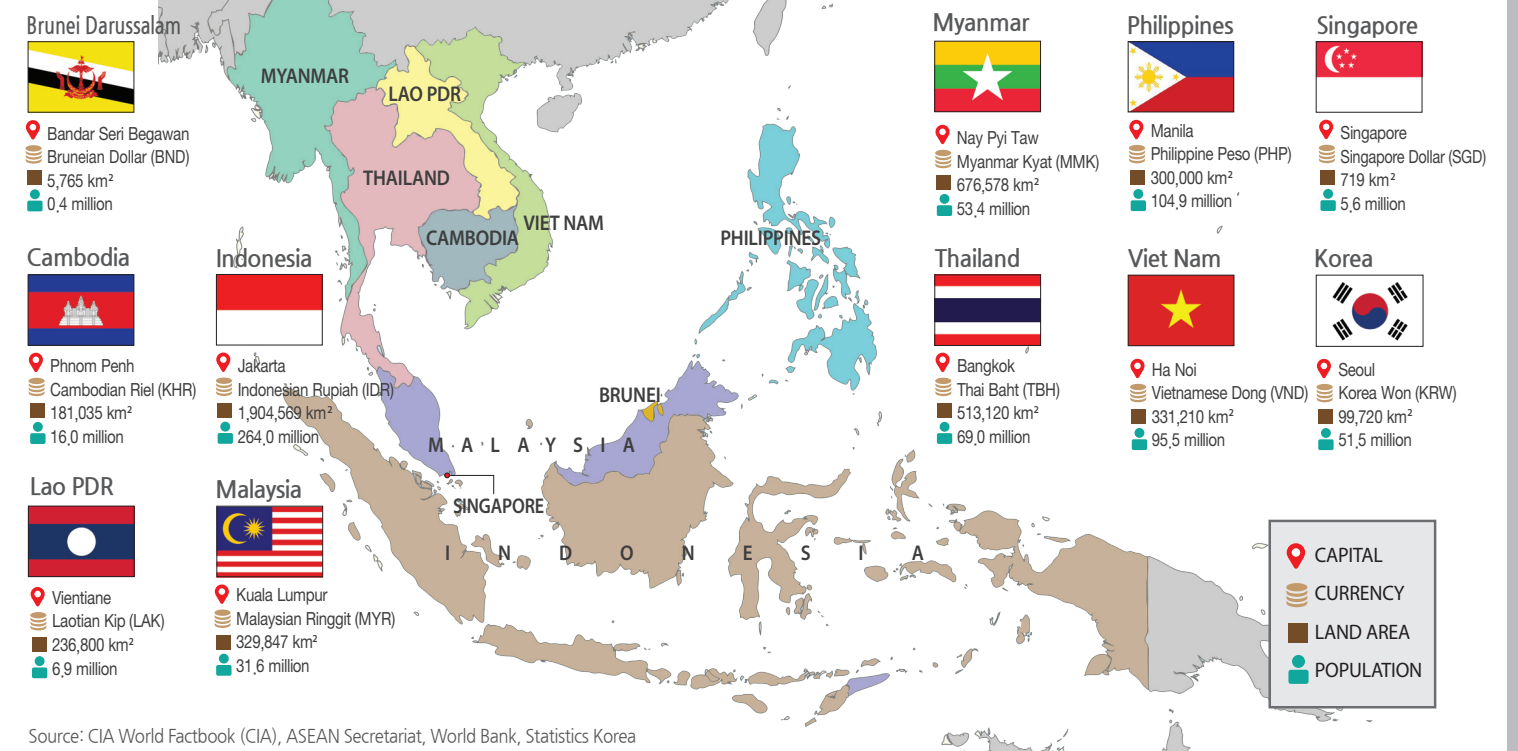 Brunei Darussalam
Bandar Seri Begawan
Bruneian Dollar (BND)
5,765 km²
0.4 million
Cambodia
Phnom Penh
Cambodian Riel (KHR)
181,035 km²
16.0 million
Indonesia
Jakarta
Indonesian Rupiah (IDR)
1,904,569 km²
264.0 million
Lao PDR
Vientiane
Laotian Kip (LAK)
236,800 km²
6.9 million
Malaysia
Kuala Lumpur
Malaysian Ringgit (MYR)
329,847 km²
31.6 million
MYANMAR
LAO PDR
THAILAND
VIET NAM
CAMBODIA
PHILIPPINES
BRUNEI
MALAYSIA
SINGAPORE
INDONESIA
Myanmar
Nay Pyi Taw
Myanmar Kyat (MMK)
676,578 km²
53.4 million
Philippines
Manila
Philippine Peso (PHP)
300,000 km²
104.9 million
Singapore
Singapore
Singapore Dollar (SGD)
719 km²
5.6 million
Thailand
Bangkok
Thai Baht (TBH)
513,120 km²
69.0 million
Viet Nam
Ha Noi
Vietnamese Dong (VND)
331,210 km²
95.5 million
Korea
Seoul
Korea Won (KRW)
99,720 km²
51.5 million
CAPITAL
CURRENCY
LAND AREA
POPULATION
Source: CIA World Factbook (CIA), ASEAN Secretariat, World Bank, Statistics Korea